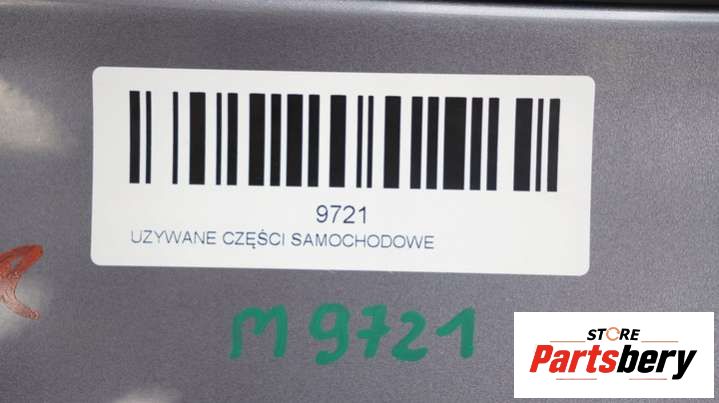 9721
UZYWANE CZĘŚCI SAMOCHODOWE
M 9721
STORE
Partsbery